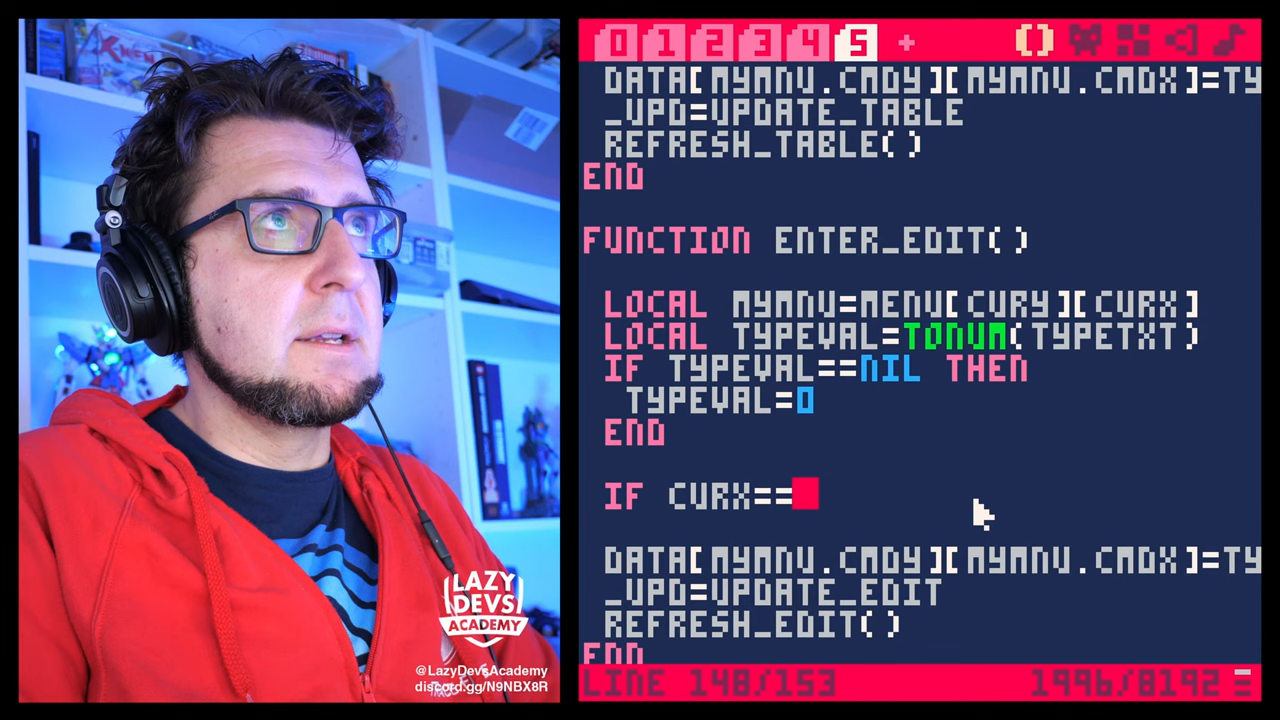 LAZY
DEVS
ACADEMY
@LazyDevsAcademy
discord.gg/N9NBX8R
0 1 2 3 4 5 +
DATA[MYMNU.CMDY][MYMNU.CMDX]=TY
_UPD=UPDATE_TABLE
REFRESH_TABLE()
END
FUNCTION ENTER_EDIT()
LOCAL MYMNU=MENU[CURY][CURX]
LOCAL TYPEVAL=TONUM(TYPETXT)
IF TYPEVAL==NIL THEN
TYPEVAL=0
END
IF CURX==
DATA[MYMNU.CMDY][MYMNU.CMDX]=TY
_UPD=UPDATE_EDIT
REFRESH_EDIT()
END
LINE 148/153 1996/8192